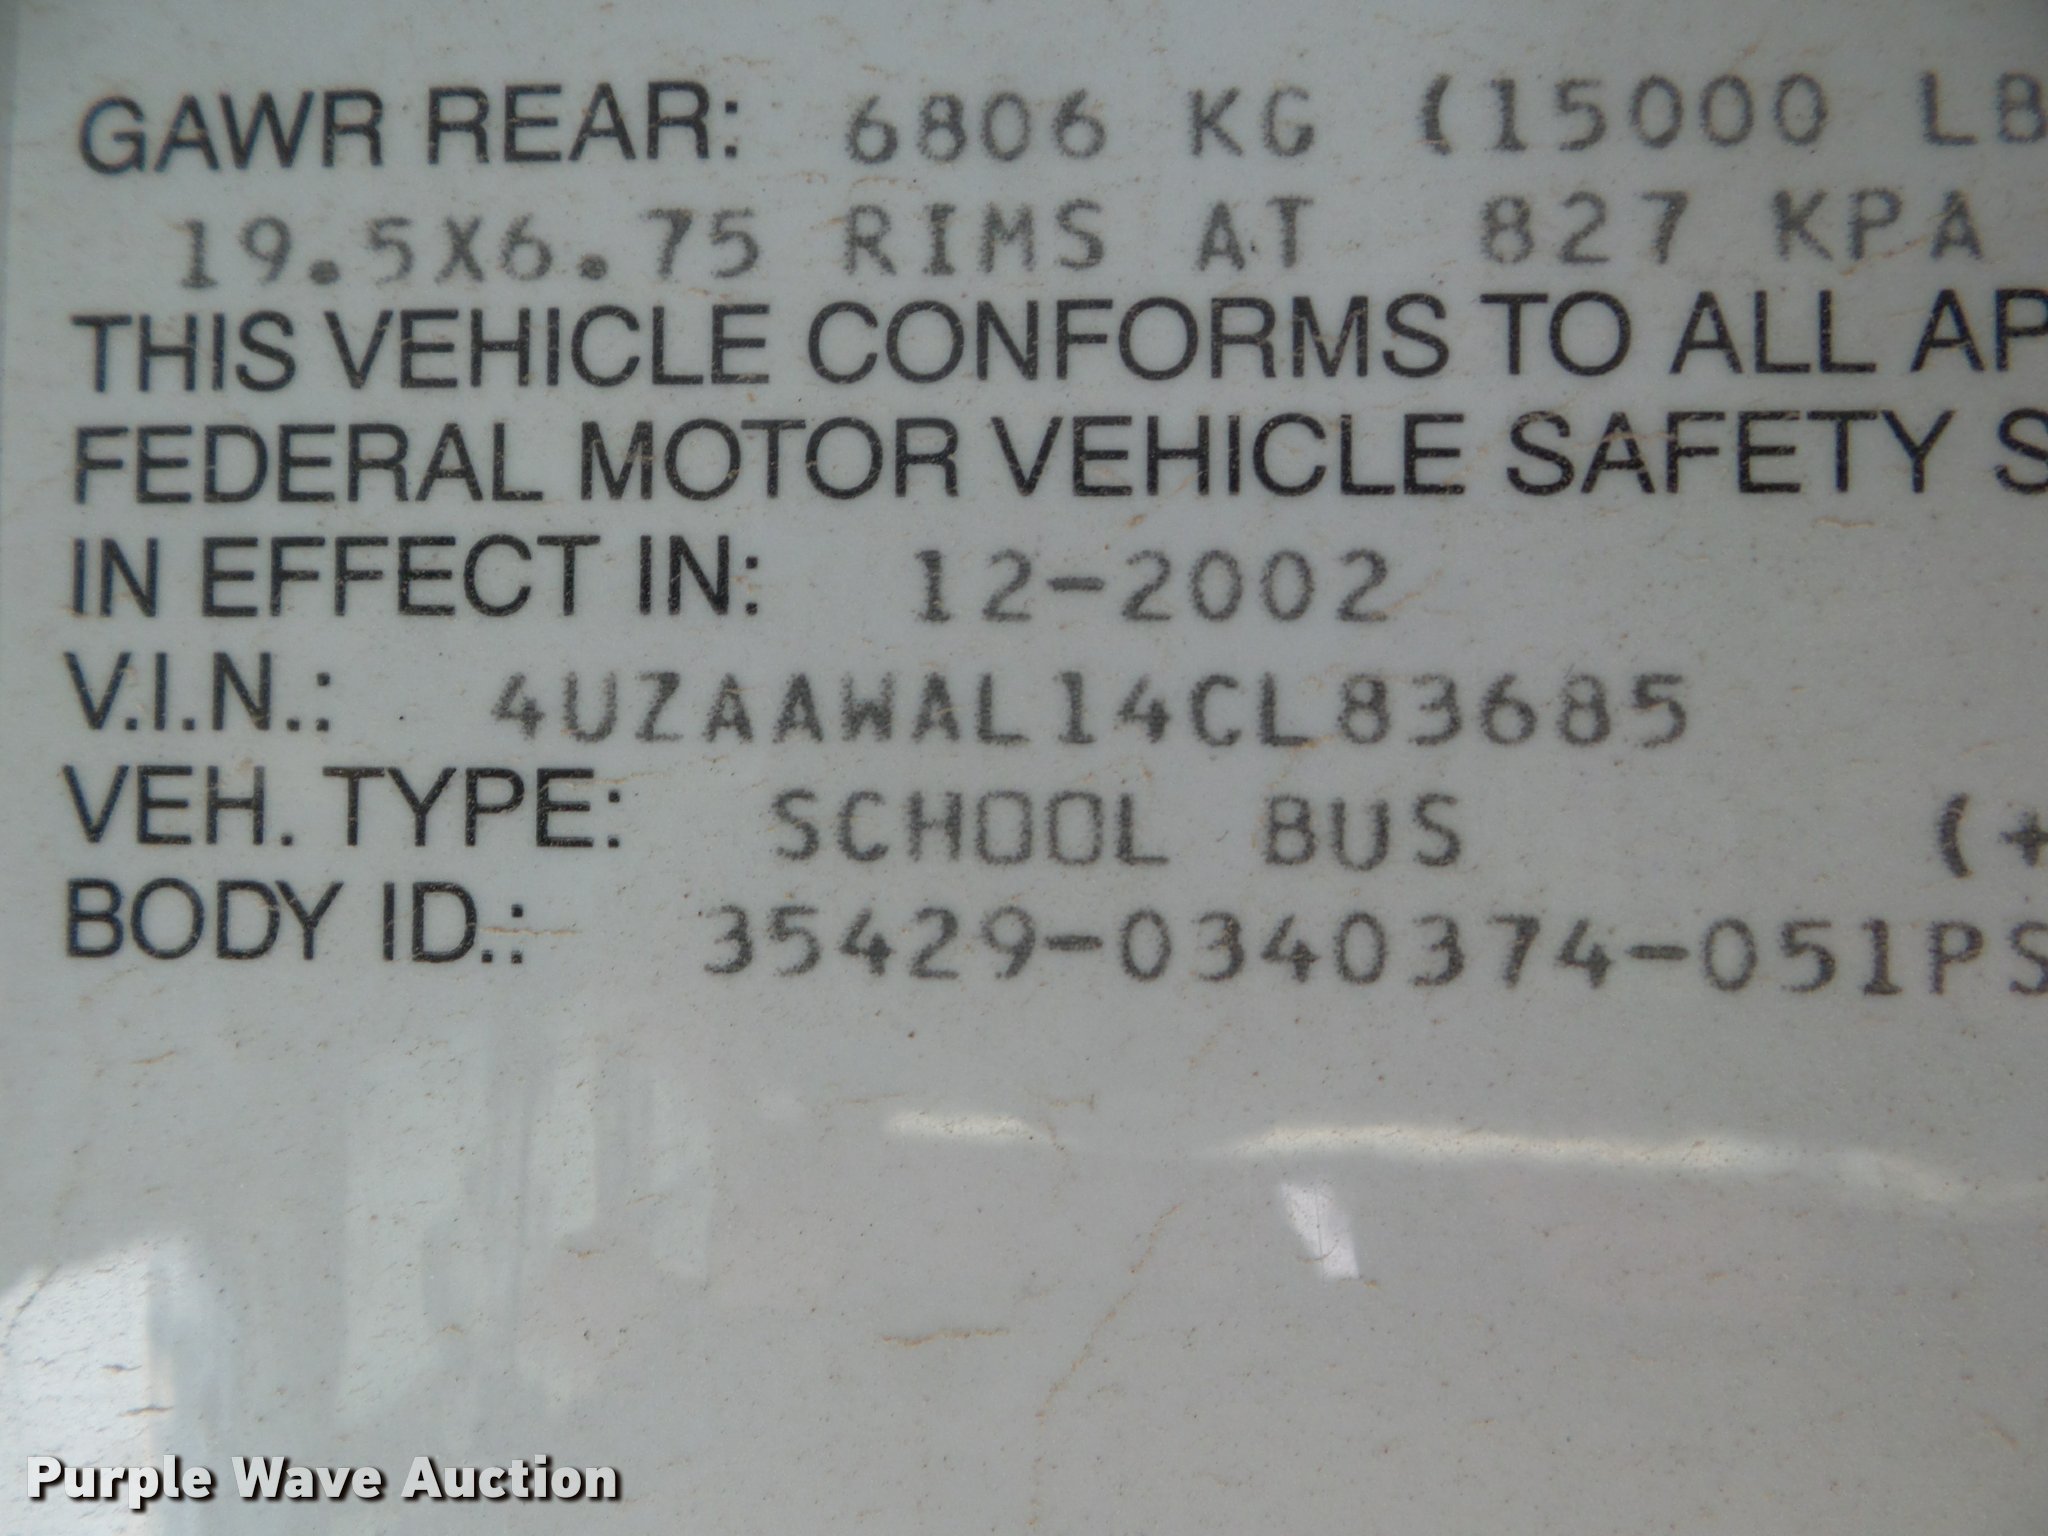 GAWR REAR: 6806 KG (15000 LB
19.5X6.75 RIMS AT 827 KPA
THIS VEHICLE CONFORMS TO ALL AP
FEDERAL MOTOR VEHICLE SAFETY S
IN EFFECT IN: 12-2002
V.I.N.: 4UZAAWAL14CL83685
VEH. TYPE: SCHOOL BUS (+
BODY ID.: 35429-0340374-051PS
Purple Wave Auction